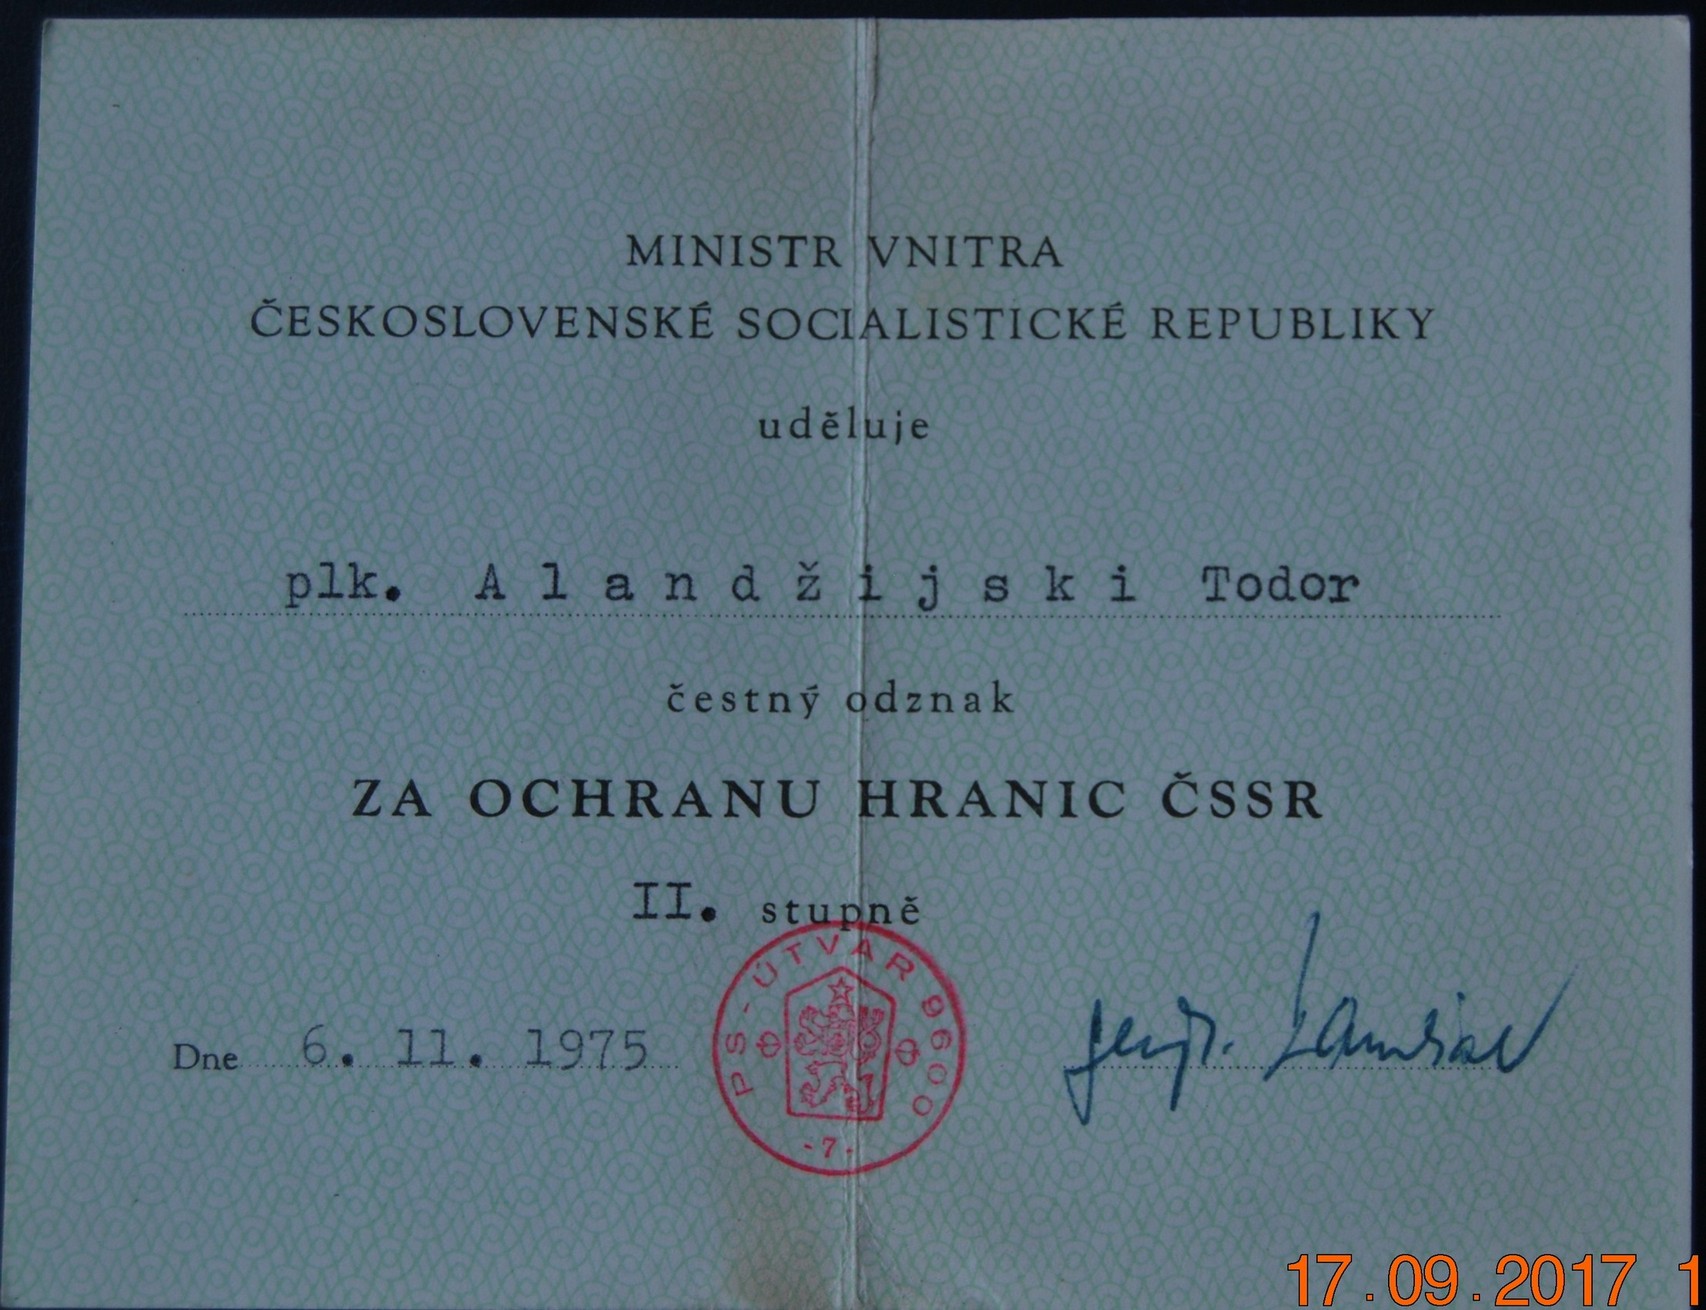 MINISTR VNITRA
ČESKOSLOVENSKÉ SOCIALISTICKÉ REPUBLIKY
uděluje
plk. Alandžijski Todor
čestný odznak
ZA OCHRANU HRANIC ČSSR
II. stupně
PS-ÚTVAR 9600
-7-
Dne 6. 11. 1975
17.09.2017 1